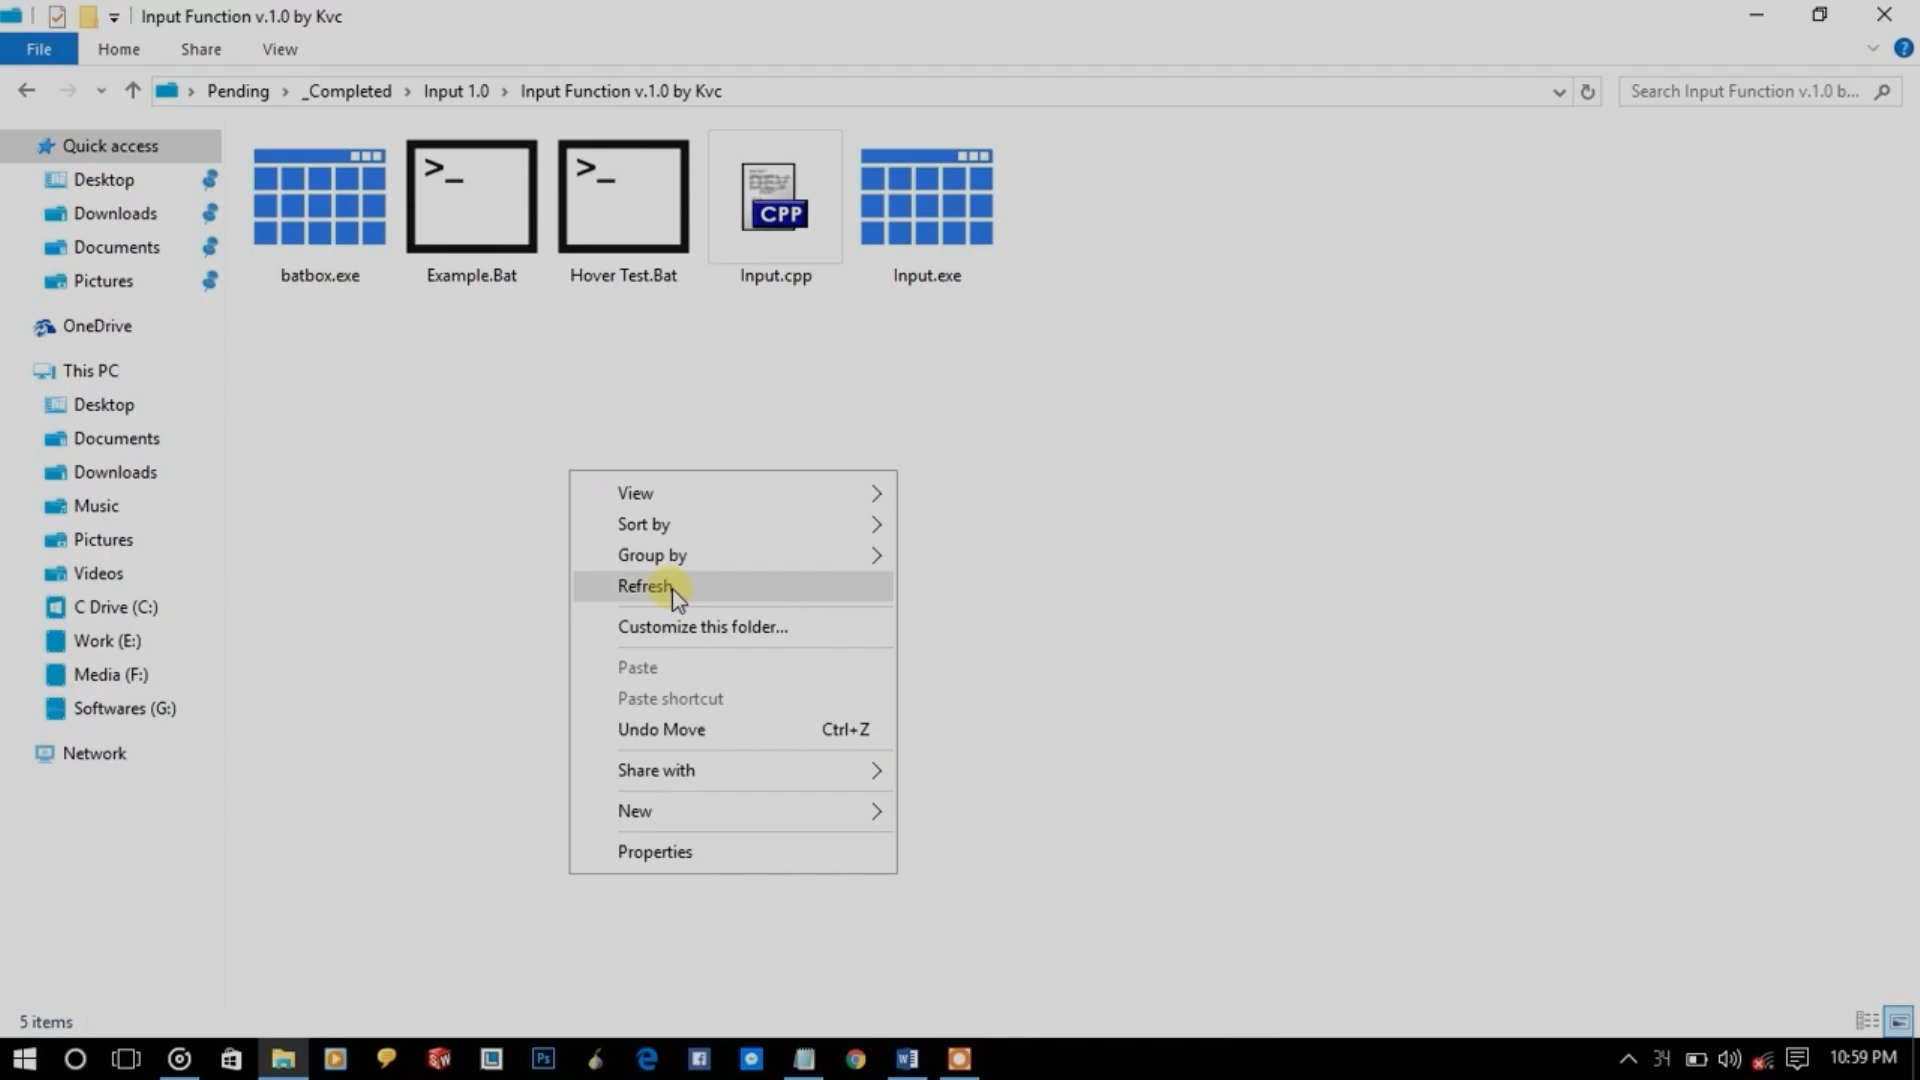 Input Function v.1.0 by Kvc
File Home Share View
Pending _Completed Input 1.0 Input Function v.1.0 by Kvc
Search Input Function v.1.0 b...
Quick access
Desktop
Downloads
Documents
Pictures
OneDrive
This PC
Desktop
Documents
Downloads
Music
Pictures
Videos
C Drive (C:)
Work (E:)
Media (F:)
Softwares (G:)
Network
>_ >_ DEV CPP
batbox.exe Example.Bat Hover Test.Bat Input.cpp Input.exe
View
Sort by
Group by
Refresh
Customize this folder...
Paste
Paste shortcut
Undo Move Ctrl+Z
Share with
New
Properties
5 items
SW Ps 34 10:59 PM